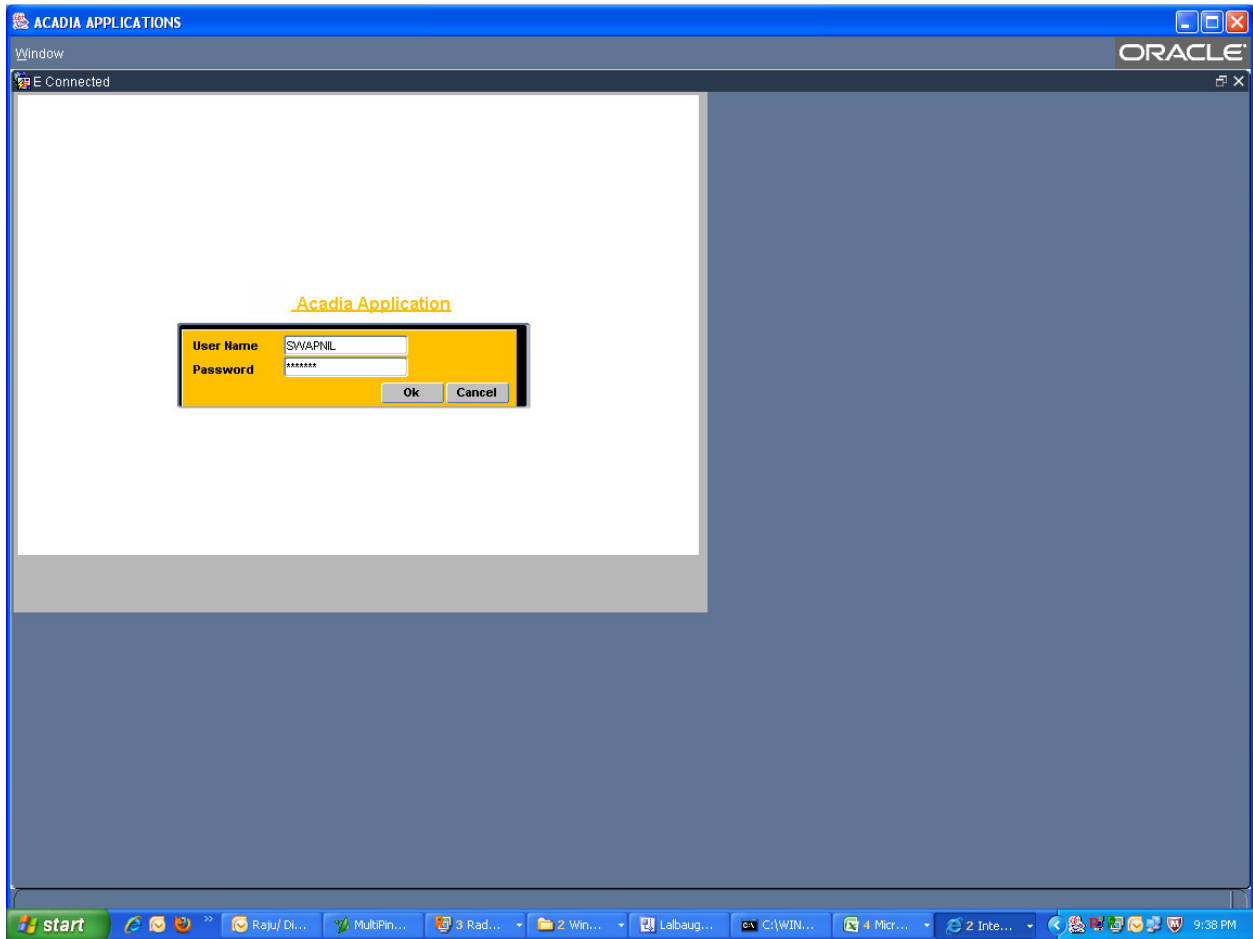 ACADIA APPLICATIONS
Window
ORACLE
E Connected
Acadia Application
User Name SWAPNIL
Password *******
Ok Cancel
start » Raju/ Di... MultiPin... 3 Rad... 2 Win... Lalbaug... C:\WIN... 4 Micr... 2 Inte... 9:38 PM